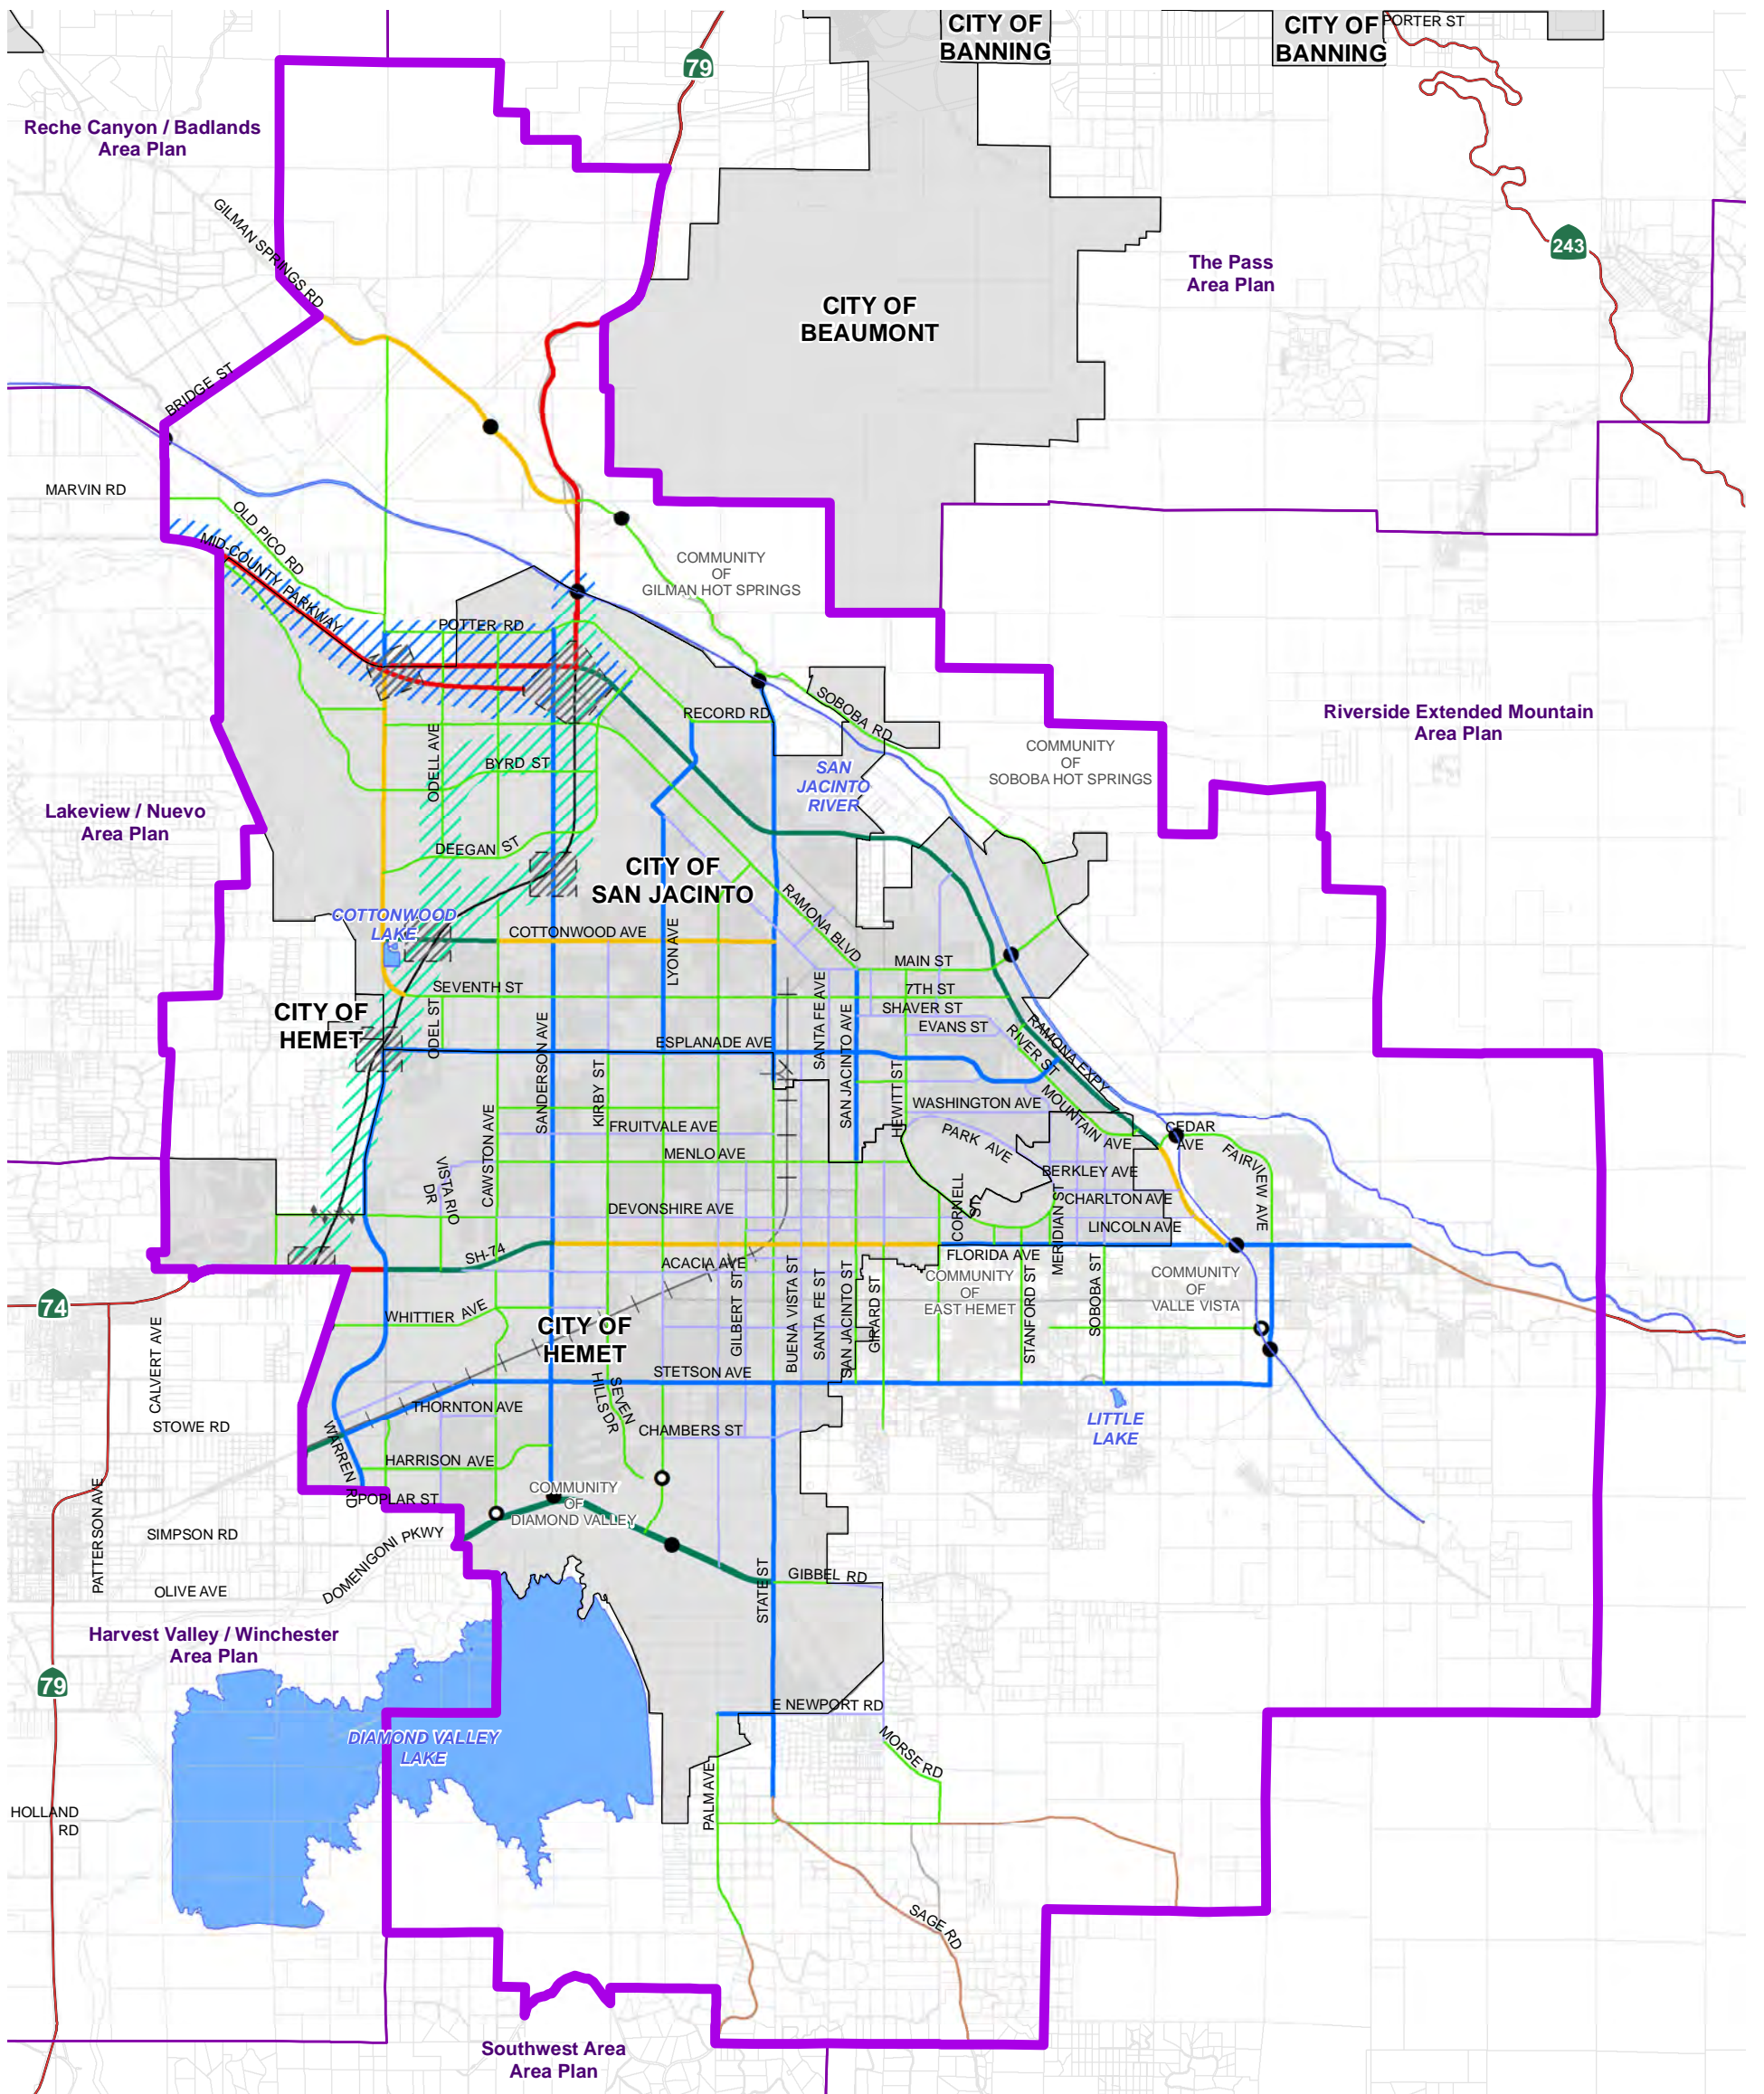 CITY OF
BANNING
CITY OF
BANNING
PORTER ST
79
Reche Canyon / Badlands
Area Plan
GILMAN SPRINGS RD
243
The Pass
Area Plan
CITY OF
BEAUMONT
BRIDGE ST
MARVIN RD
OLD PICO RD
MID-COUNTY PARKWAY
COMMUNITY
OF
GILMAN HOT SPRINGS
POTTER RD
SOBOBA RD
RECORD RD
Riverside Extended Mountain
Area Plan
COMMUNITY
OF
SOBOBA HOT SPRINGS
ODELL AVE
BYRD ST
SAN
JACINTO
RIVER
Lakeview / Nuevo
Area Plan
DEEGAN ST
CITY OF
SAN JACINTO
RAMONA BLVD
COTTONWOOD
LAKE
COTTONWOOD AVE
LYON AVE
MAIN ST
SEVENTH ST
7TH ST
CITY OF
HEMET
ODEL ST
SANDERSON AVE
SANTA FE AVE
SAN JACINTO AVE
SHAVER ST
EVANS ST
RIVER ST
RAMONA EXPY
ESPLANADE AVE
KIRBY ST
HEWITT ST
CAWSTON AVE
WASHINGTON AVE
MOUNTAIN AVE
FRUITVALE AVE
PARK AVE
CEDAR
AVE
FAIRVIEW AVE
MENLO AVE
VISTA RIO
DR
BERKLEY AVE
CHARLTON AVE
CORNELL
ST
MERIDIAN ST
DEVONSHIRE AVE
LINCOLN AVE
SH-74
FLORIDA AVE
ACACIA AVE
74
COMMUNITY
OF
EAST HEMET
COMMUNITY
OF
VALLE VISTA
GILBERT ST
BUENA VISTA ST
SANTA FE ST
SAN JACINTO ST
GIRARD ST
STANFORD ST
SOBOBA ST
WHITTIER AVE
CITY OF
HEMET
CALVERT AVE
STETSON AVE
SEVEN
HILLS DR
THORNTON AVE
STOWE RD
WARREN RD
CHAMBERS ST
LITTLE
LAKE
HARRISON AVE
COMMUNITY
OF
DIAMOND VALLEY
POPLAR ST
PATTERSON AVE
SIMPSON RD
DOMENIGONI PKWY
OLIVE AVE
STATE ST
GIBBEL RD
Harvest Valley / Winchester
Area Plan
79
E NEWPORT RD
DIAMOND VALLEY
LAKE
MORSE RD
PALM AVE
HOLLAND
RD
SAGE RD
Southwest Area
Area Plan